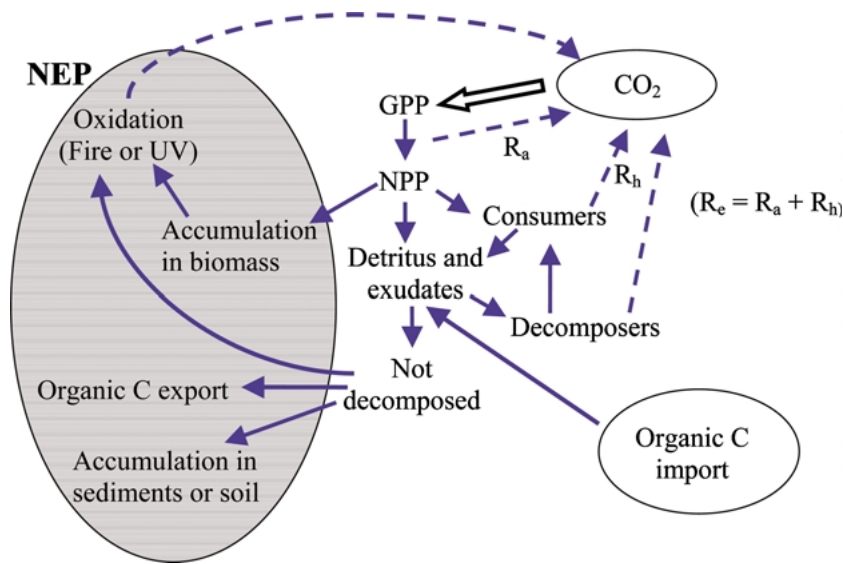 NEP
Oxidation
(Fire or UV)
Accumulation
in biomass
Organic C export
Accumulation in
sediments or soil
GPP
NPP
Detritus and
exudates
Not
decomposed
CO₂
Rₐ
Rₕ
(Rₑ = Rₐ + Rₕ)
Consumers
Decomposers
Organic C
import